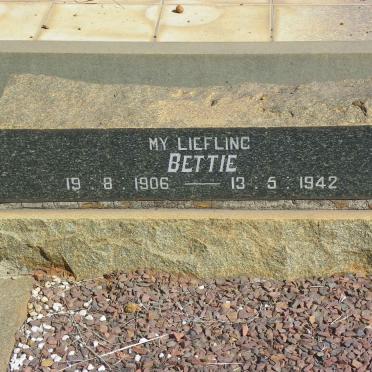 MY LIEFLING
BETTIE
19 · 8 · 1906 — 13 · 5 · 1942